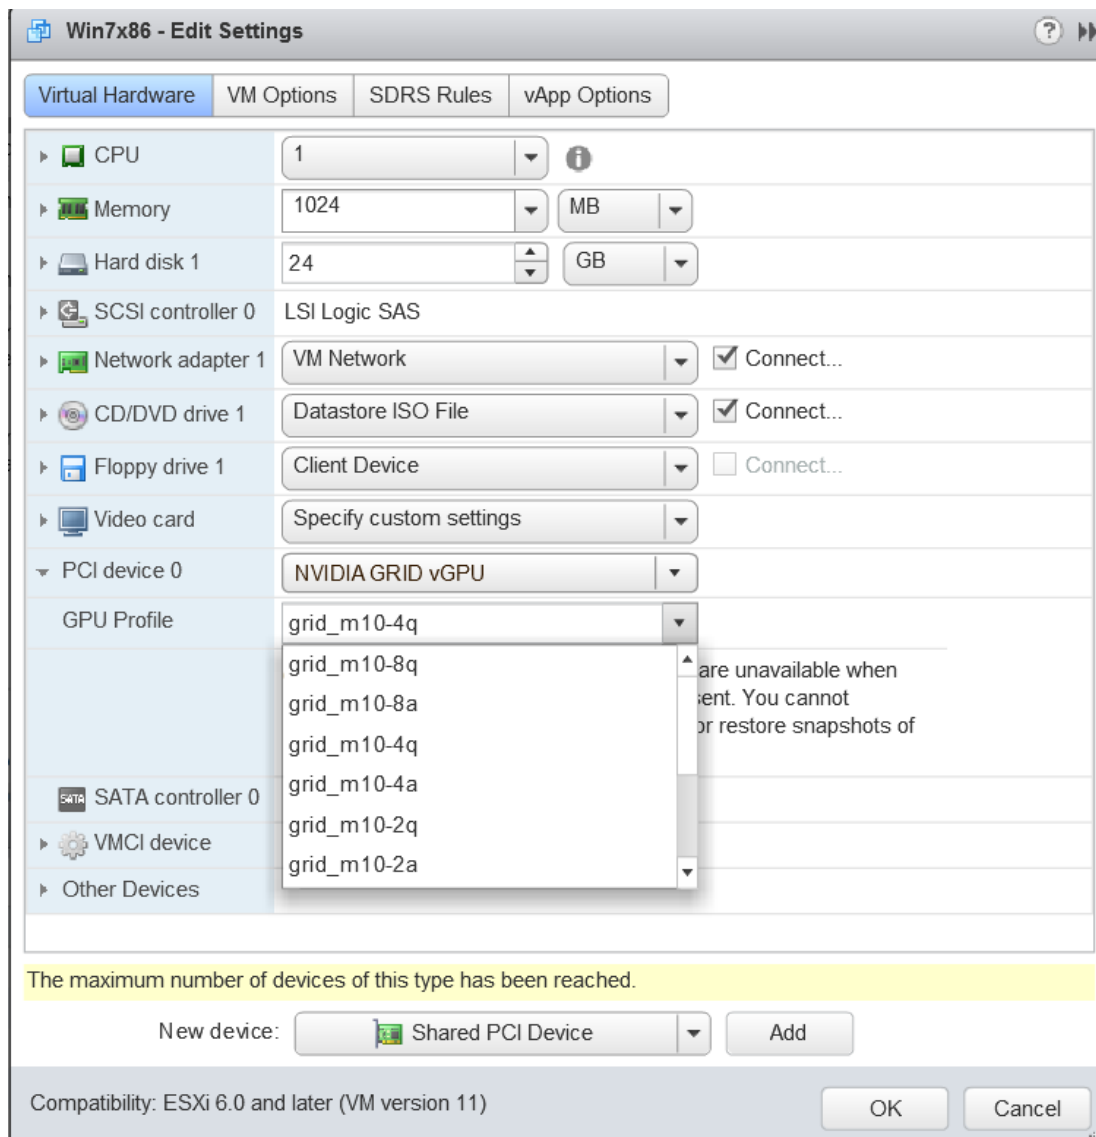 Win7x86 - Edit Settings
Virtual Hardware VM Options SDRS Rules vApp Options
CPU 1
Memory 1024 MB
Hard disk 1 24 GB
SCSI controller 0 LSI Logic SAS
Network adapter 1 VM Network Connect...
CD/DVD drive 1 Datastore ISO File Connect...
Floppy drive 1 Client Device Connect...
Video card Specify custom settings
PCI device 0 NVIDIA GRID vGPU
GPU Profile grid_m10-4q
grid_m10-8q
are unavailable when
grid_m10-8a
You cannot
grid_m10-4q
restore snapshots of
grid_m10-4a
SATA controller 0
grid_m10-2q
VMCI device
grid_m10-2a
Other Devices
The maximum number of devices of this type has been reached.
New device: Shared PCI Device Add
Compatibility: ESXi 6.0 and later (VM version 11) OK Cancel